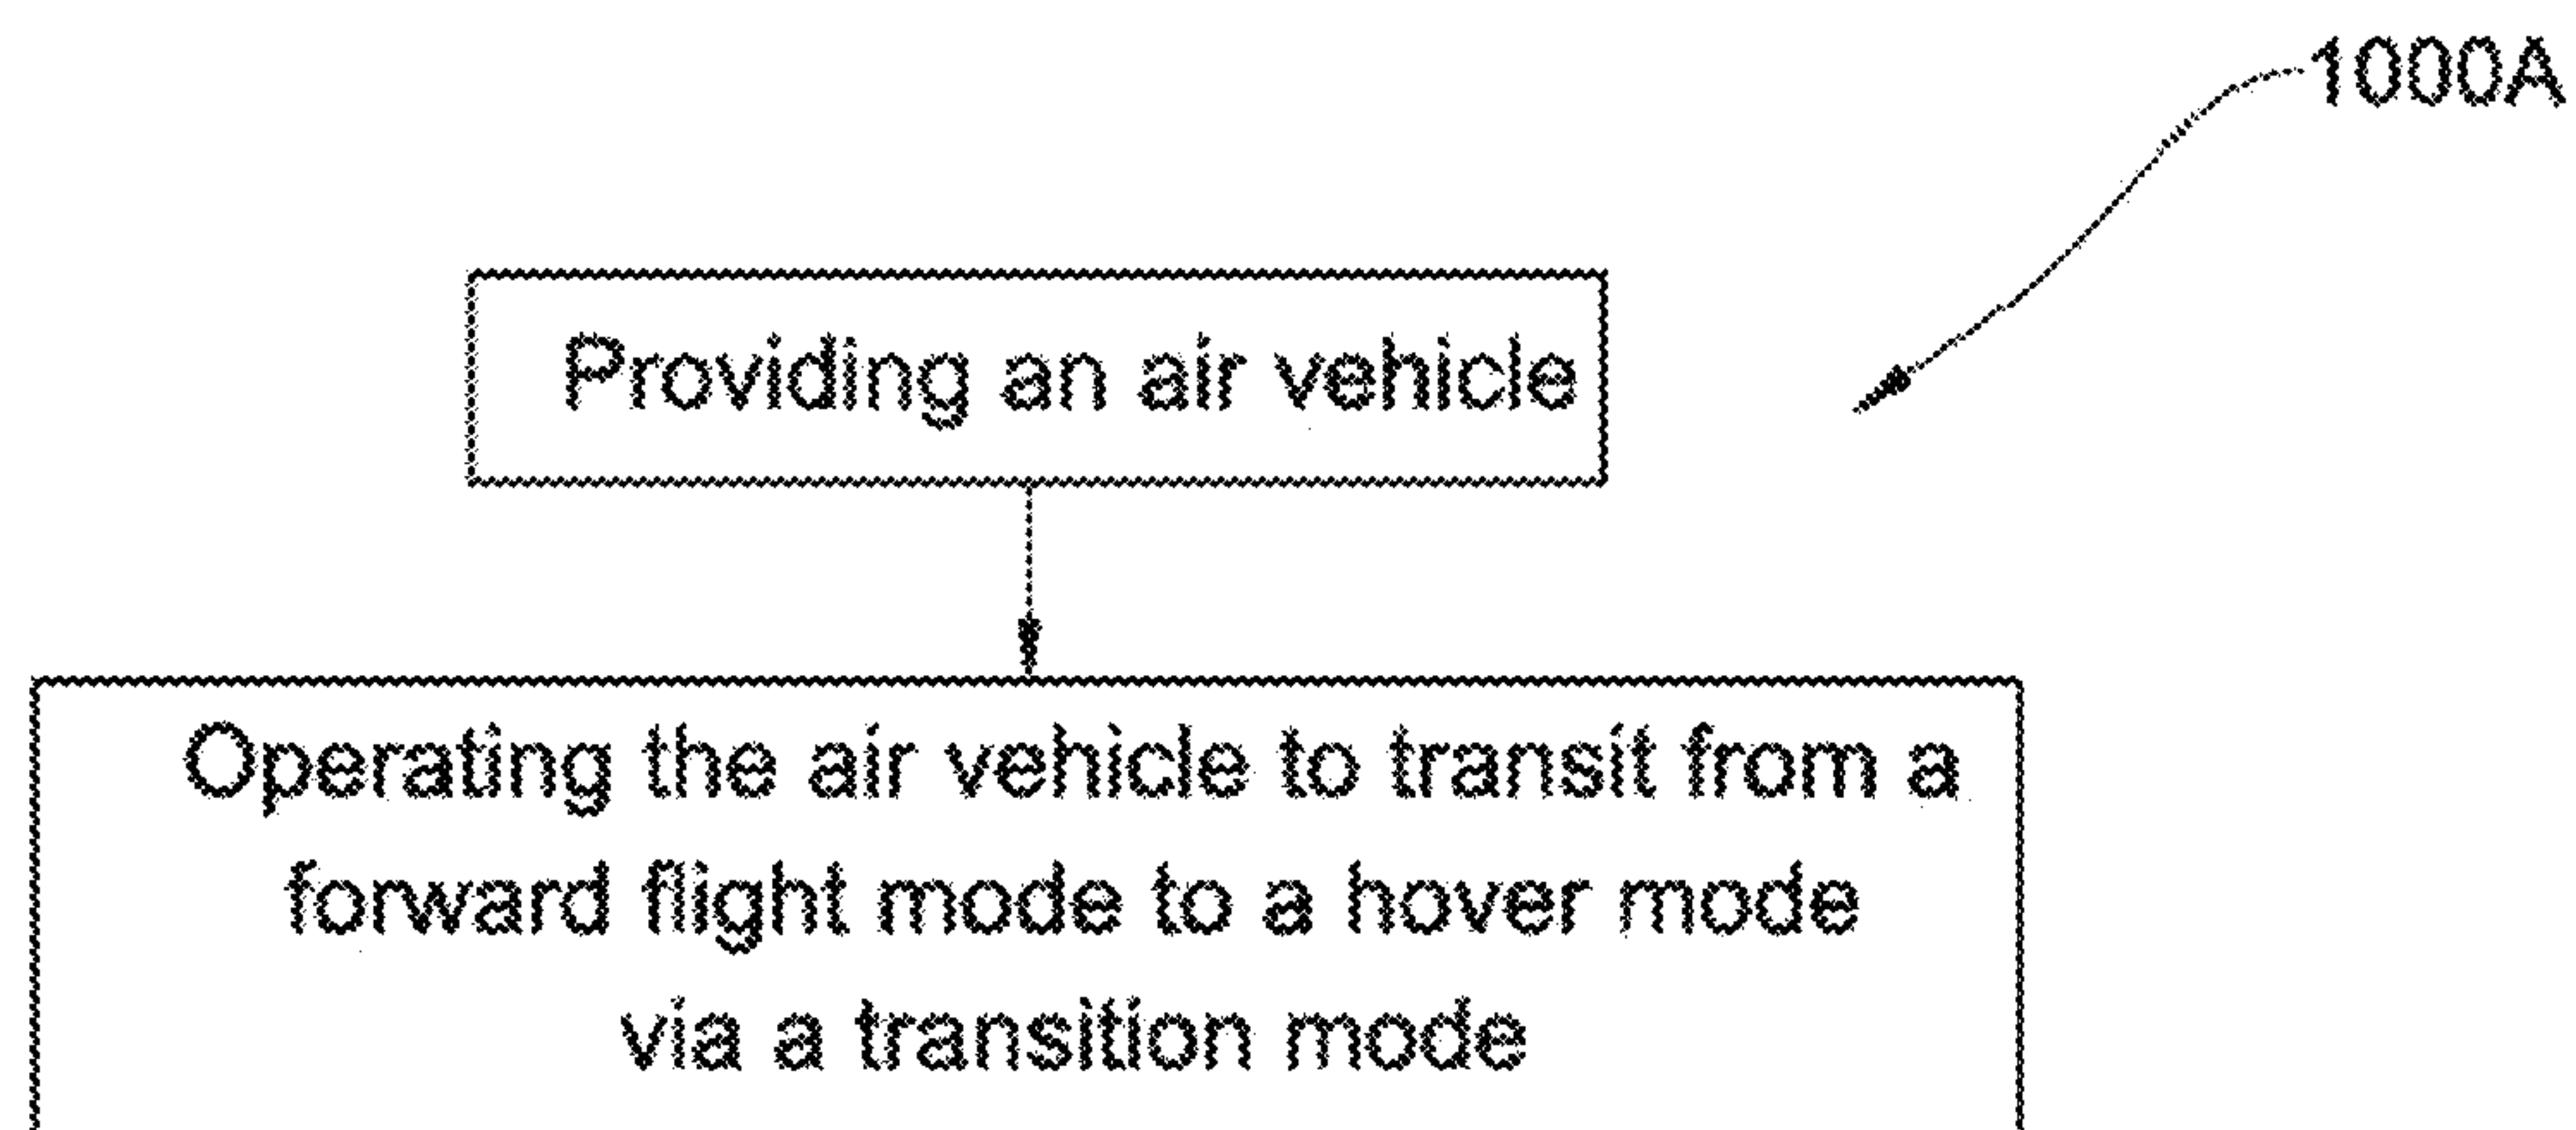 1000A
Providing an air vehicle
Operating the air vehicle to transit from a
forward flight mode to a hover mode
via a transition mode